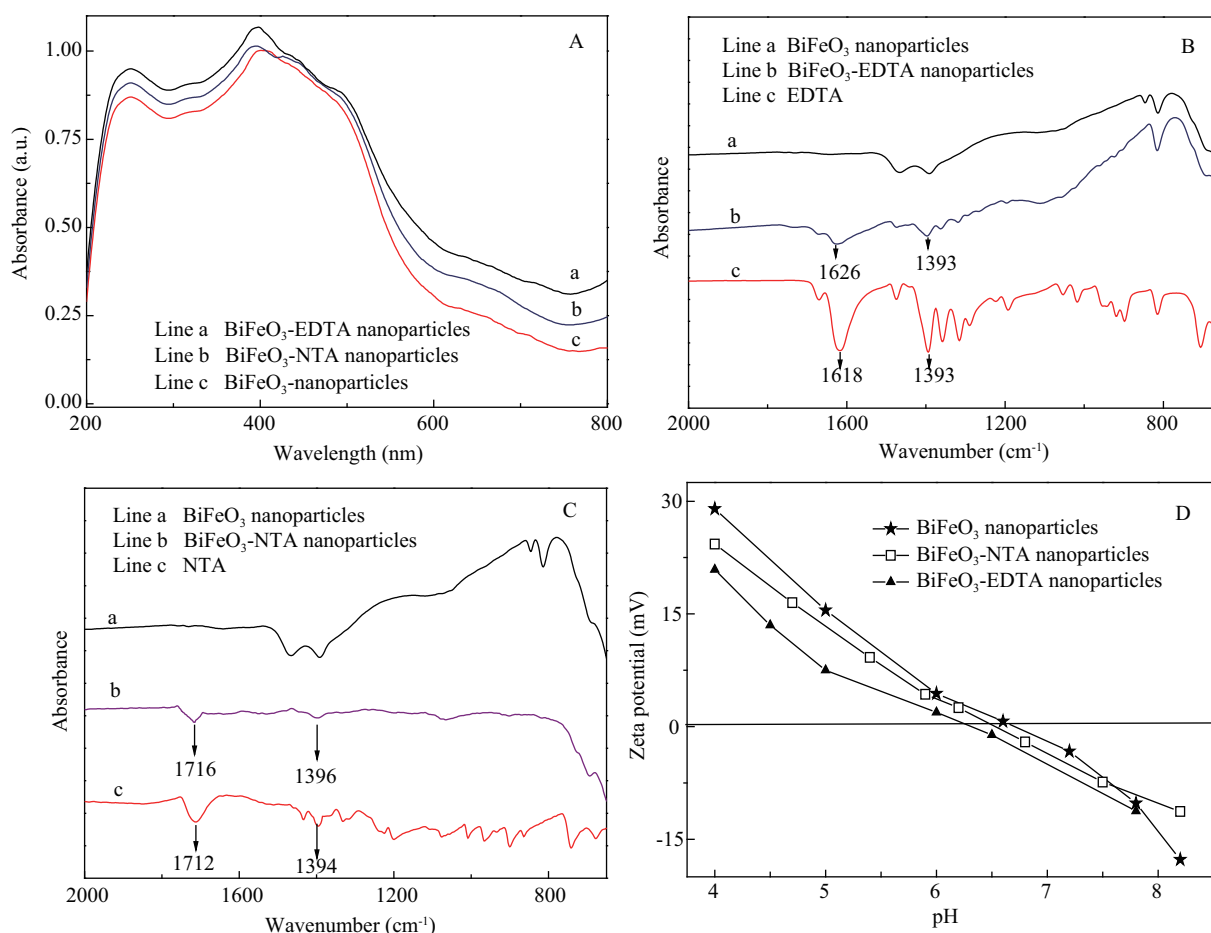 A
Absorbance (a.u.)
1.00
0.75
0.50
0.25
0.00
a
b
c
Line a BiFeO₃-EDTA nanoparticles
Line b BiFeO₃-NTA nanoparticles
Line c BiFeO₃-nanoparticles
200 400 600 800
Wavelength (nm)
B
Line a BiFeO₃ nanoparticles
Line b BiFeO₃-EDTA nanoparticles
Line c EDTA
Absorbance
a
b
1626 1393
c
1618 1393
2000 1600 1200 800
Wavenumber (cm⁻¹)
C
Line a BiFeO₃ nanoparticles
Line b BiFeO₃-NTA nanoparticles
Line c NTA
Absorbance
a
b
1716 1396
c
1712 1394
2000 1600 1200 800
Wavenumber (cm⁻¹)
D
BiFeO₃ nanoparticles
BiFeO₃-NTA nanoparticles
BiFeO₃-EDTA nanoparticles
Zeta potential (mV)
30
15
0
-15
4 5 6 7 8
pH